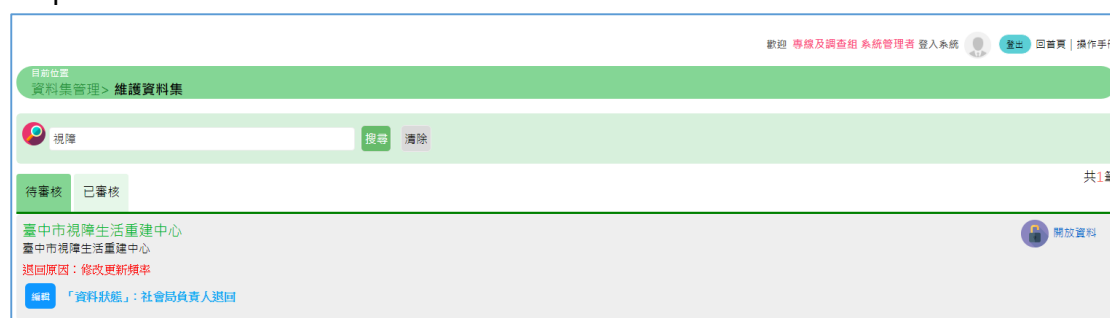 歡迎 專線及調查組 系統管理者 登入系統 登出 回首頁 | 操作手
目前位置
資料集管理> 維護資料集
視障 搜尋 清除
共1筆
待審核 已審核
臺中市視障生活重建中心
臺中市視障生活重建中心
開放資料
退回原因：修改更新頻率
編輯 「資料狀態」：社會局負責人退回